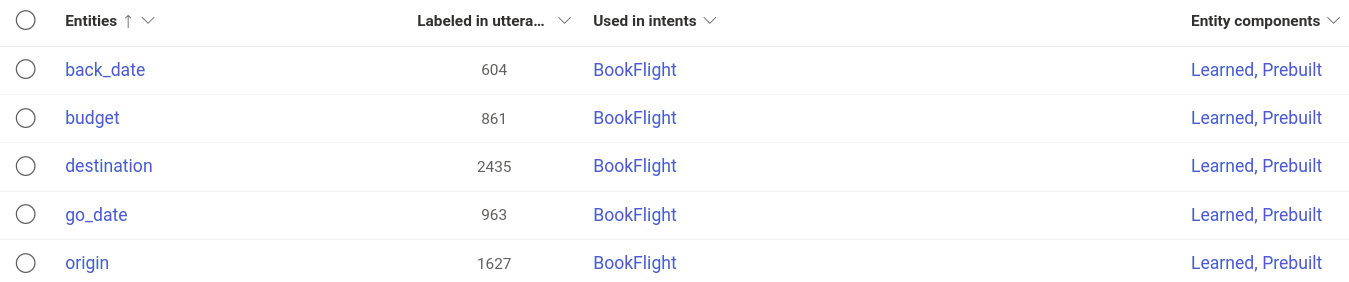 Entities ↑ Labeled in uttera... Used in intents Entity components
back_date 604 BookFlight Learned, Prebuilt
budget 861 BookFlight Learned, Prebuilt
destination 2435 BookFlight Learned, Prebuilt
go_date 963 BookFlight Learned, Prebuilt
origin 1627 BookFlight Learned, Prebuilt